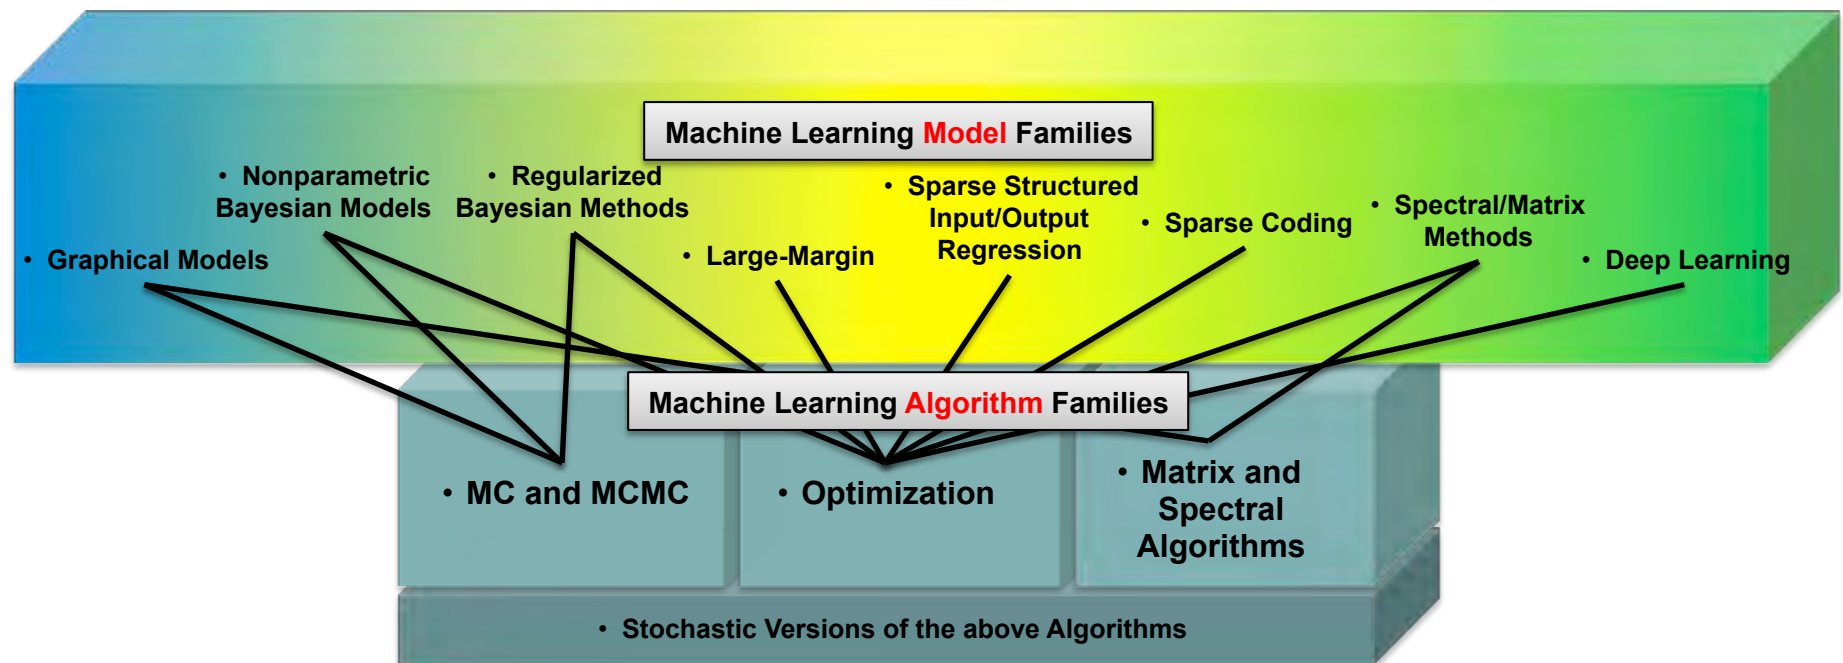 Machine Learning Model Families
• Nonparametric
Bayesian Models
• Regularized
Bayesian Methods
• Sparse Structured
Input/Output
Regression
• Sparse Coding
• Spectral/Matrix
Methods
• Graphical Models
• Large-Margin
• Deep Learning
Machine Learning Algorithm Families
• MC and MCMC
• Optimization
• Matrix and
Spectral
Algorithms
• Stochastic Versions of the above Algorithms